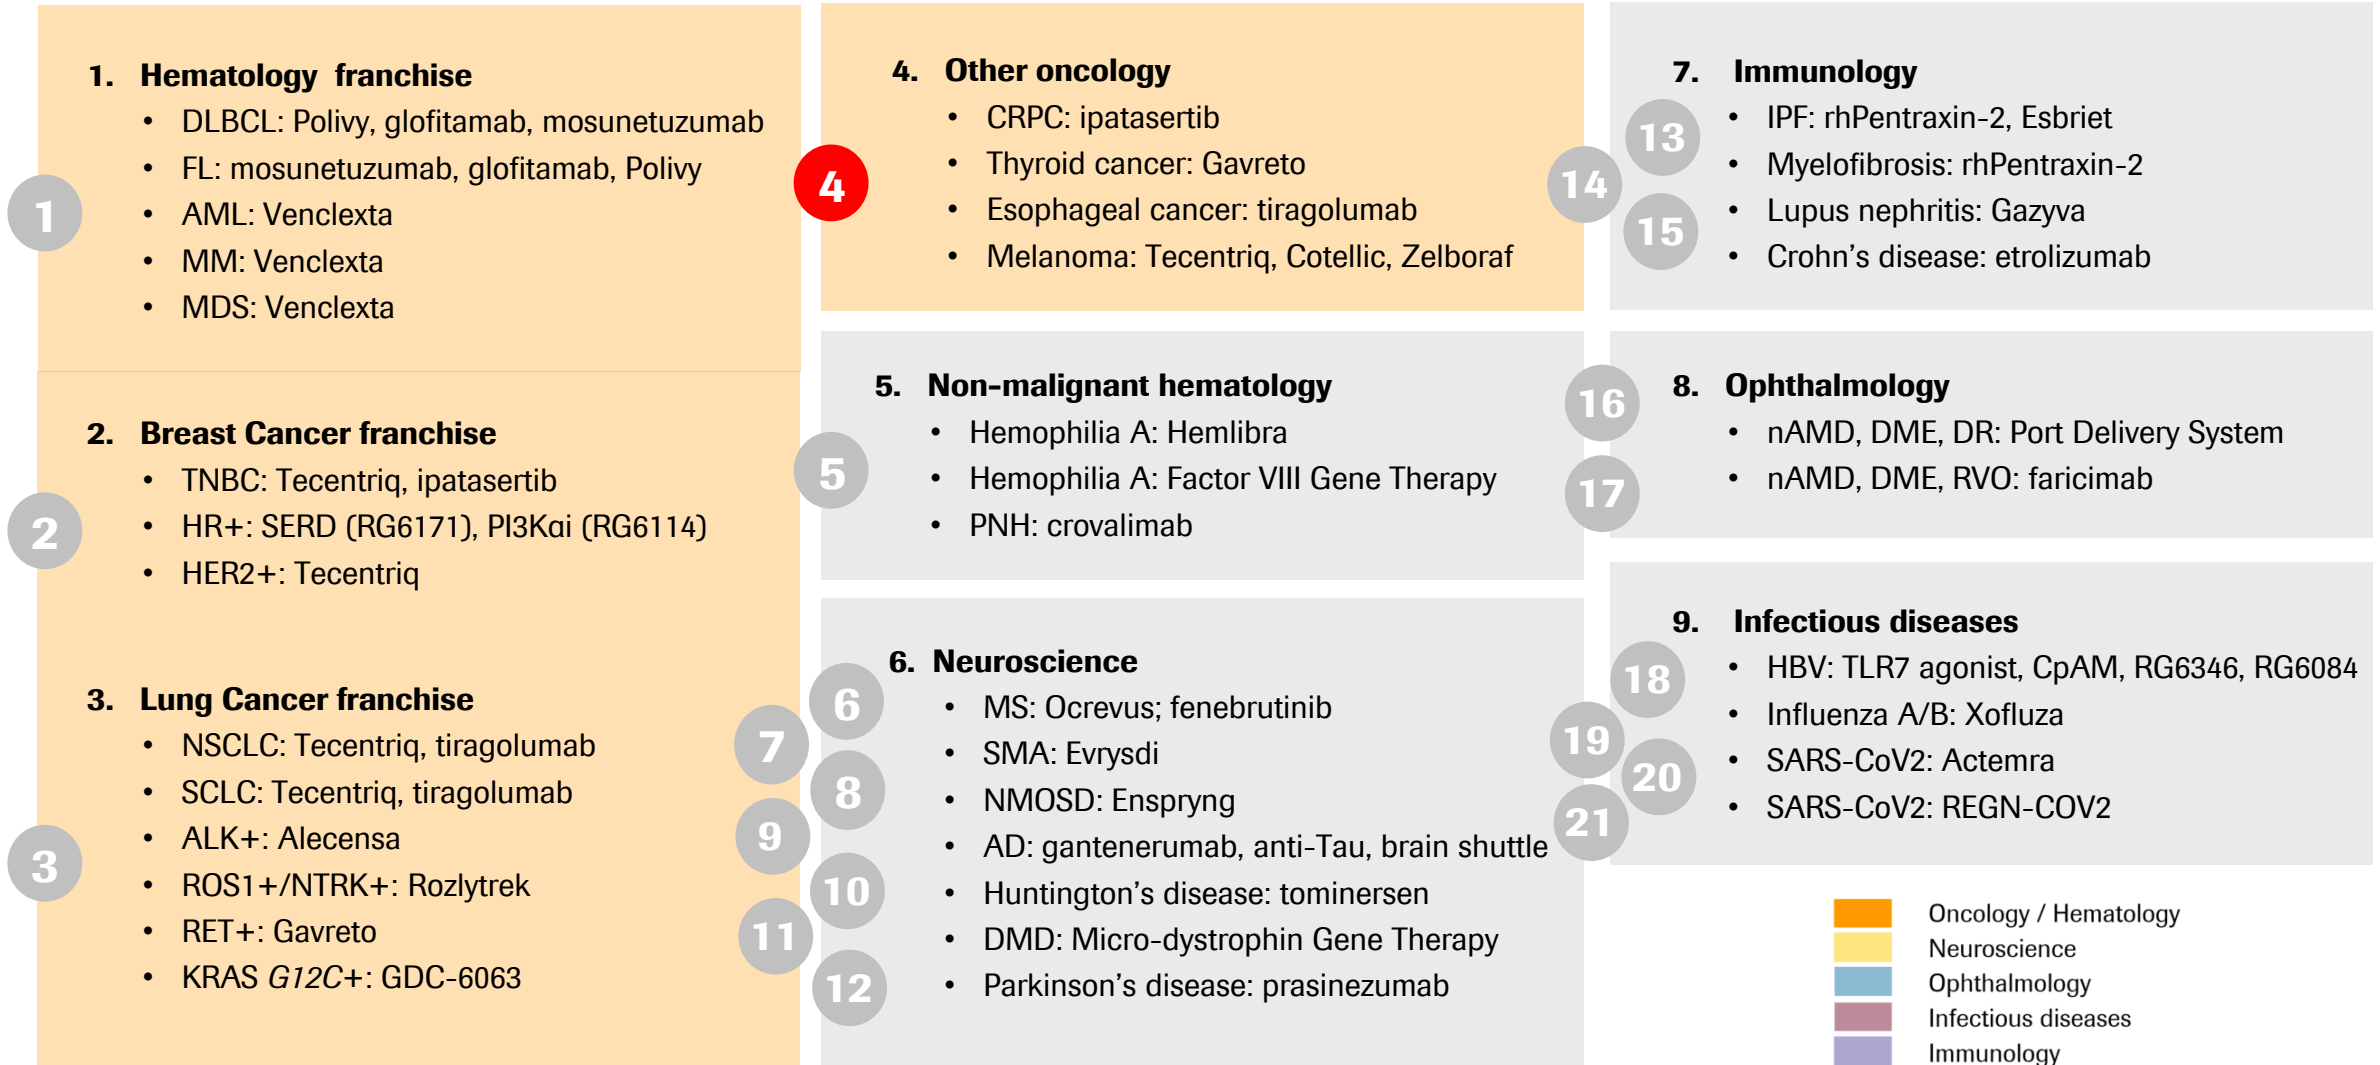 1. Hematology franchise
• DLBCL: Polivy, glofitamab, mosunetuzumab
• FL: mosunetuzumab, glofitamab, Polivy
• AML: Venclexta
• MM: Venclexta
• MDS: Venclexta
1
2. Breast Cancer franchise
• TNBC: Tecentriq, ipatasertib
• HR+: SERD (RG6171), PI3Kαi (RG6114)
• HER2+: Tecentriq
2
3. Lung Cancer franchise
• NSCLC: Tecentriq, tiragolumab
• SCLC: Tecentriq, tiragolumab
• ALK+: Alecensa
• ROS1+/NTRK+: Rozlytrek
• RET+: Gavreto
• KRAS G12C+: GDC-6063
3
4. Other oncology
• CRPC: ipatasertib
• Thyroid cancer: Gavreto
• Esophageal cancer: tiragolumab
• Melanoma: Tecentriq, Cotellic, Zelboraf
4
5. Non-malignant hematology
• Hemophilia A: Hemlibra
• Hemophilia A: Factor VIII Gene Therapy
• PNH: crovalimab
5
6. Neuroscience
• MS: Ocrevus; fenebrutinib
• SMA: Evrysdi
• NMOSD: Enspryng
• AD: gantenerumab, anti-Tau, brain shuttle
• Huntington's disease: tominersen
• DMD: Micro-dystrophin Gene Therapy
• Parkinson's disease: prasinezumab
6
7
8
9
10
11
12
7. Immunology
• IPF: rhPentraxin-2, Esbriet
• Myelofibrosis: rhPentraxin-2
• Lupus nephritis: Gazyva
• Crohn's disease: etrolizumab
13
14
15
8. Ophthalmology
• nAMD, DME, DR: Port Delivery System
• nAMD, DME, RVO: faricimab
16
17
9. Infectious diseases
• HBV: TLR7 agonist, CpAM, RG6346, RG6084
• Influenza A/B: Xofluza
• SARS-CoV2: Actemra
• SARS-CoV2: REGN-COV2
18
19
20
21
Oncology / Hematology
Neuroscience
Ophthalmology
Infectious diseases
Immunology